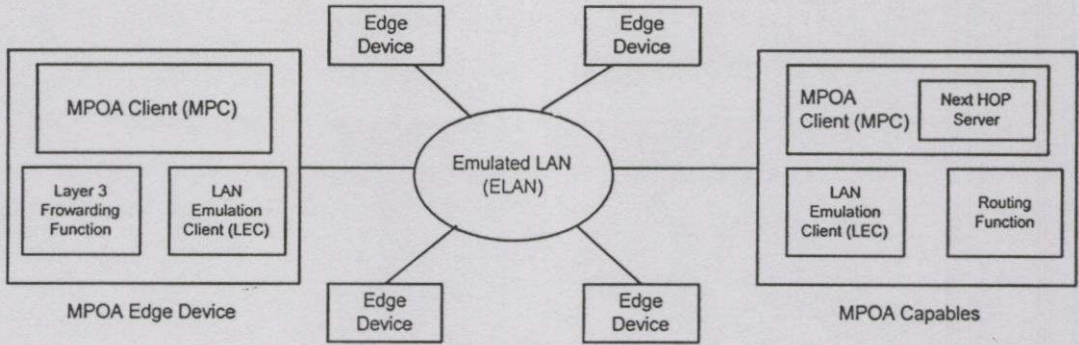 Edge
Device
Edge
Device
MPOA Client (MPC)
Layer 3
Frowarding
Function
LAN
Emulation
Client (LEC)
MPOA Edge Device
Emulated LAN
(ELAN)
MPOA
Client (MPC)
Next HOP
Server
LAN
Emulation
Client (LEC)
Routing
Function
MPOA Capables
Edge
Device
Edge
Device